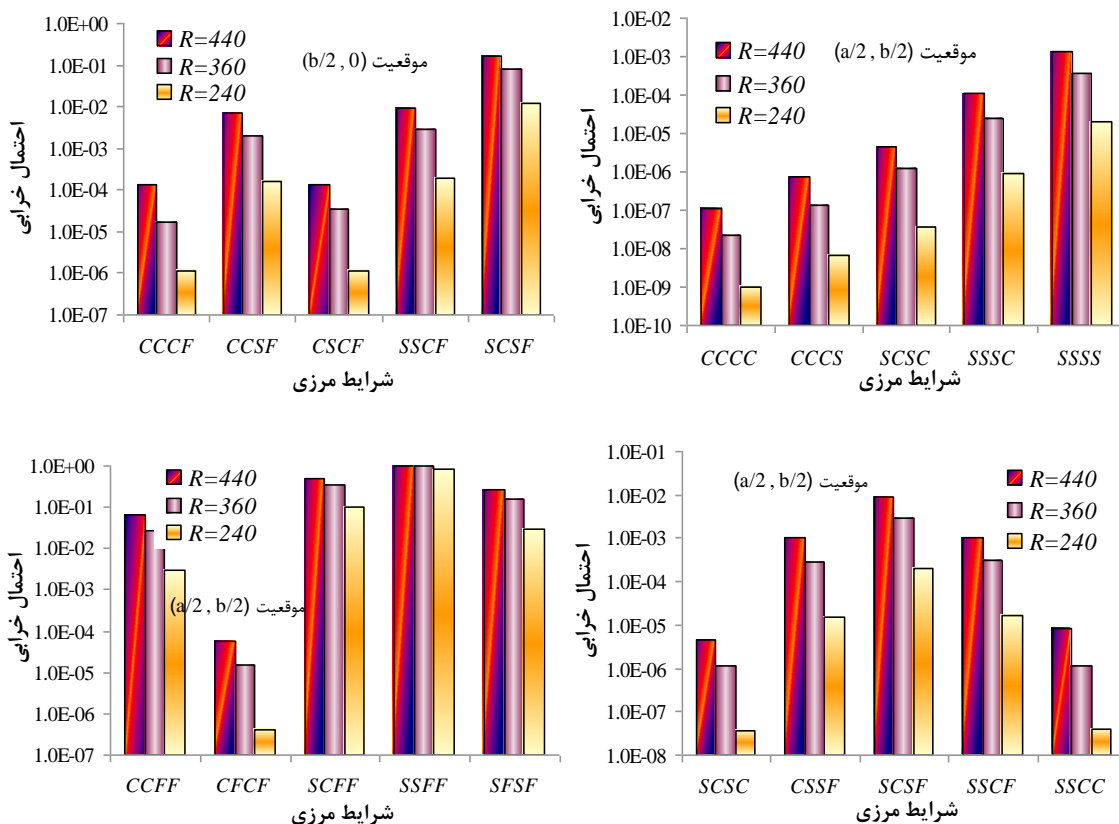 1.0E+00
1.0E-01
1.0E-02
1.0E-03
1.0E-04
1.0E-05
1.0E-06
1.0E-07
احتمال خرابی
R=440
R=360
R=240
موقعیت (b/2 , 0)
CCCF CCSF CSCF SSCF SCSF
شرایط مرزی
1.0E-02
1.0E-03
1.0E-04
1.0E-05
1.0E-06
1.0E-07
1.0E-08
1.0E-09
1.0E-10
احتمال خرابی
R=440
R=360
R=240
موقعیت (a/2 , b/2)
CCCC CCCS SCSC SSSC SSSS
شرایط مرزی
1.0E+00
1.0E-01
1.0E-02
1.0E-03
1.0E-04
1.0E-05
1.0E-06
1.0E-07
احتمال خرابی
R=440
R=360
R=240
موقعیت (a/2 , b/2)
CCFF CFCF SCFF SSFF SFSF
شرایط مرزی
1.0E-01
1.0E-02
1.0E-03
1.0E-04
1.0E-05
1.0E-06
1.0E-07
1.0E-08
احتمال خرابی
موقعیت (a/2 , b/2)
R=440
R=360
R=240
SCSC CSSF SCSF SSCF SSCC
شرایط مرزی